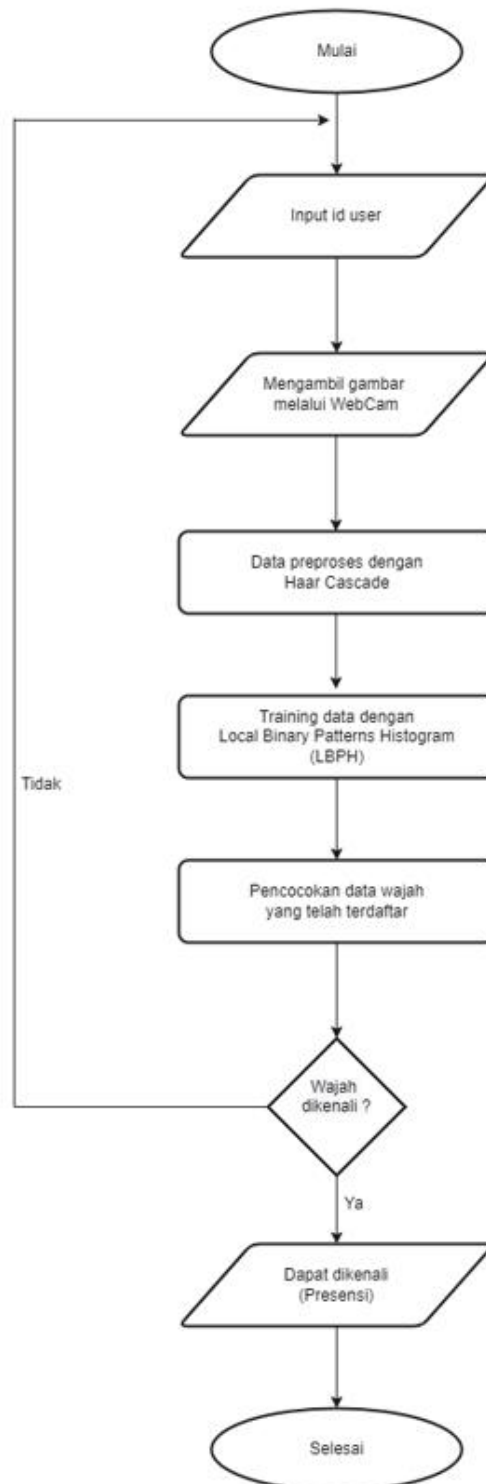 Mulai
Input id user
Mengambil gambar
melalui WebCam
Data preproses dengan
Haar Cascade
Training data dengan
Local Binary Patterns Histogram
(LBPH)
Tidak
Pencocokan data wajah
yang telah terdaftar
Wajah
dikenali ?
Ya
Dapat dikenali
(Presensi)
Selesai